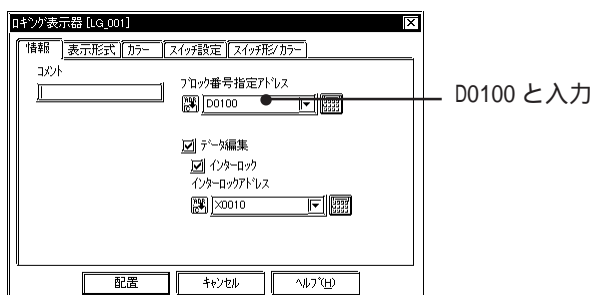 ロギング表示器 [LG_001]
情報 表示形式 カラー スイッチ設定 スイッチ形/カラー
コメント
ブロック番号指定アドレス
D0100
D0100 と入力
データ編集
インターロック
インターロックアドレス
X0010
配置 キャンセル ヘルプ(H)